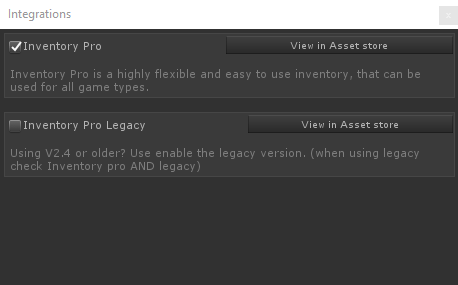 Integrations
Inventory Pro
View in Asset store
Inventory Pro is a highly flexible and easy to use inventory, that can be
used for all game types.
Inventory Pro Legacy
View in Asset store
Using V2.4 or older? Use enable the legacy version. (when using legacy
check Inventory pro AND legacy)